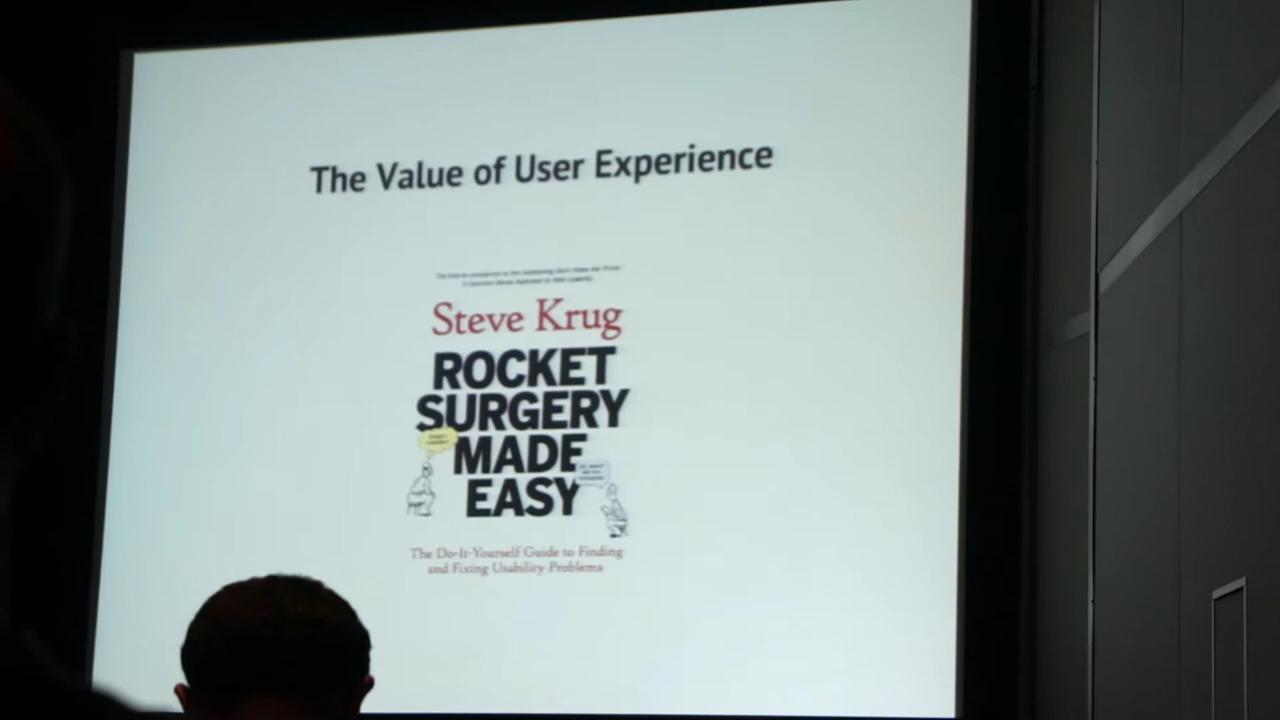 The Value of User Experience
Steve Krug
ROCKET
SURGERY
MADE
EASY
The Do-It-Yourself Guide to Finding
and Fixing Usability Problems